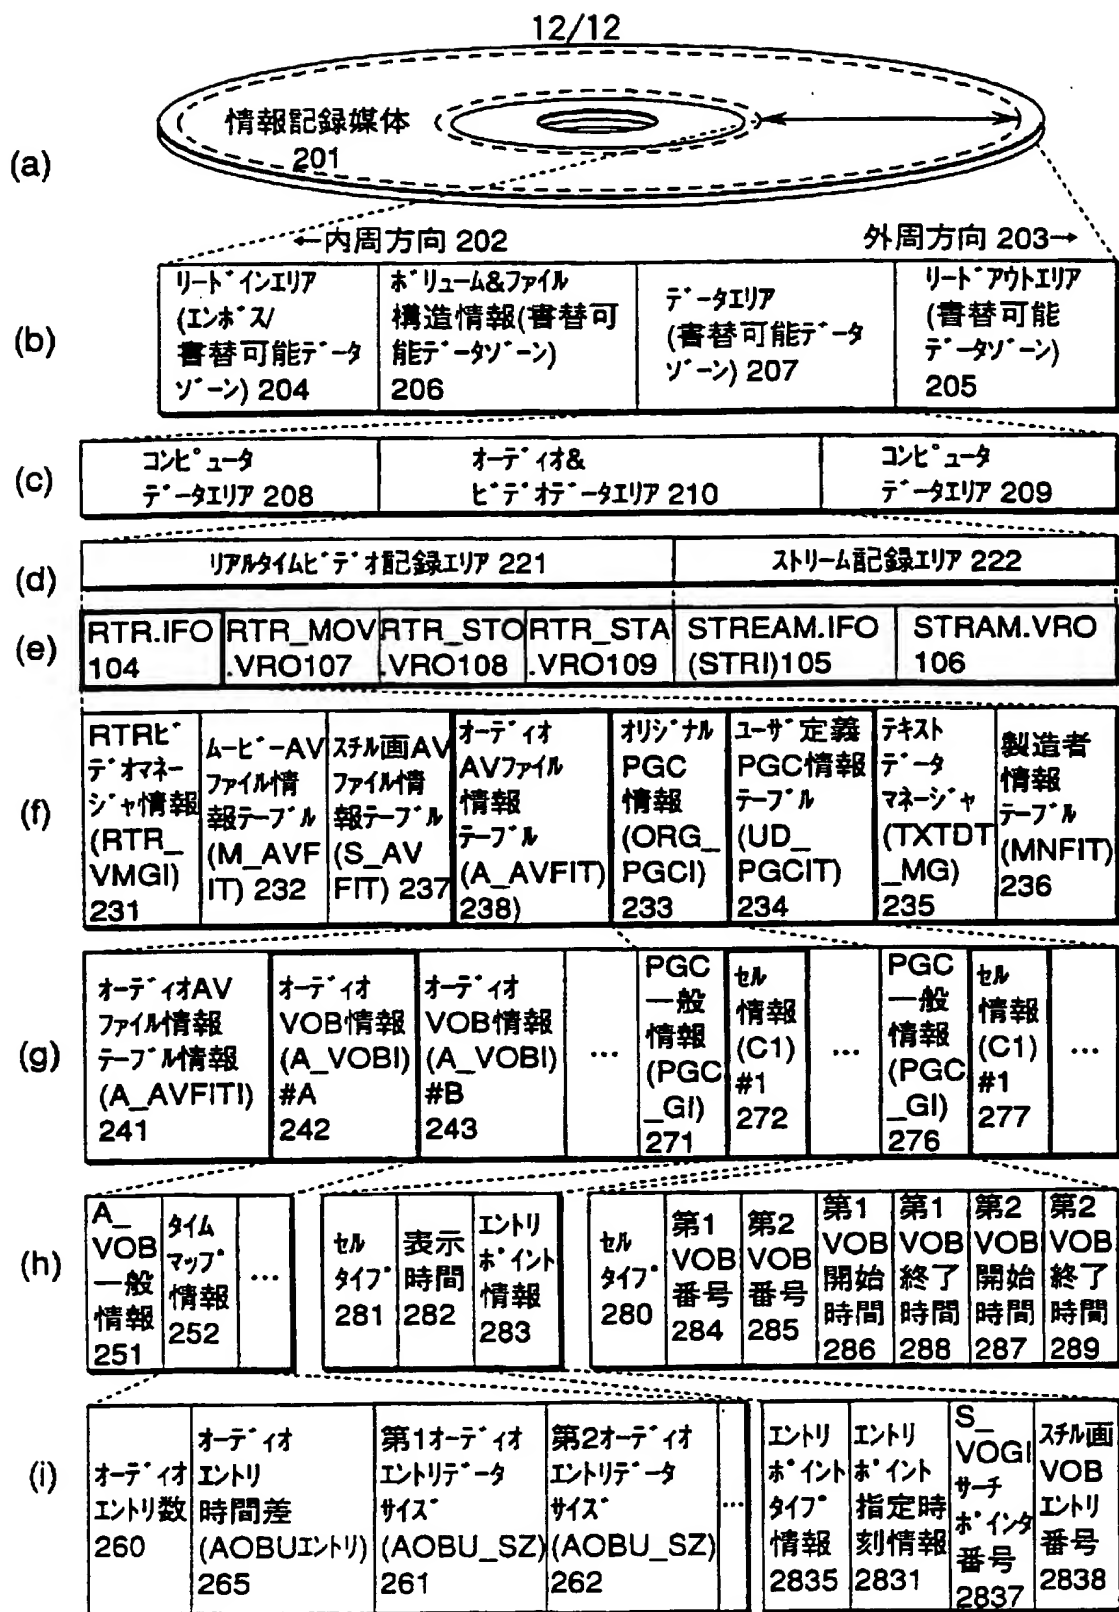 12/12
(a)
情報記録媒体
201
←内周方向 202
外周方向 203→
(b)
リードインエリア
(エンボス/
書替可能データ
ゾーン) 204
ボリューム&ファイル
構造情報(書替可
能データゾーン)
206
データエリア
(書替可能データ
ゾーン) 207
リードアウトエリア
(書替可能
データゾーン)
205
(c)
コンピュータ
データエリア 208
オーディオ&
ビデオデータエリア 210
コンピュータ
データエリア 209
(d)
リアルタイムビデオ記録エリア 221
ストリーム記録エリア 222
(e)
RTR.IFO
104
RTR_MOV
.VRO107
RTR_STO
.VRO108
RTR_STA
.VRO109
STREAM.IFO
(STRI)105
STRAM.VRO
106
(f)
RTRビ
デオマネー
ジャ情報
(RTR_
VMGI)
231
ムービーAV
ファイル情
報テーブル
(M_AVF
IT) 232
スチル画AV
ファイル情
報テーブル
(S_AV
FIT) 237
オーディオ
AVファイル
情報
テーブル
(A_AVFIT)
238)
オリジナル
PGC
情報
(ORG_
PGCI)
233
ユーザ定義
PGC情報
テーブル
(UD_
PGCIT)
234
テキスト
データ
マネージャ
(TXTDT
_MG)
235
製造者
情報
テーブル
(MNFIT)
236
(g)
オーディオAV
ファイル情報
テーブル情報
(A_AVFITI)
241
オーディオ
VOB情報
(A_VOBI)
#A
242
オーディオ
VOB情報
(A_VOBI)
#B
243
...
PGC
一般
情報
(PGC
_GI)
271
セル
情報
(C1)
#1
272
...
PGC
一般
情報
(PGC
_GI)
276
セル
情報
(C1)
#1
277
...
(h)
A_
VOB
一般
情報
251
タイム
マップ
情報
252
...
セル
タイプ
281
表示
時間
282
エントリ
ポイント
情報
283
セル
タイプ
280
第1
VOB
番号
284
第2
VOB
番号
285
第1
VOB
開始
時間
286
第1
VOB
終了
時間
288
第2
VOB
開始
時間
287
第2
VOB
終了
時間
289
(i)
オーディオ
エントリ数
260
オーディオ
エントリ
時間差
(AOBUエントリ)
265
第1オーディオ
エントリデータ
サイズ
(AOBU_SZ)
261
第2オーディオ
エントリデータ
サイズ
(AOBU_SZ)
262
...
エントリ
ポイント
タイプ
情報
2835
エントリ
ポイント
指定時
刻情報
2831
S_
VOGI
サーチ
ポインタ
番号
2837
スチル画
VOB
エントリ
番号
2838